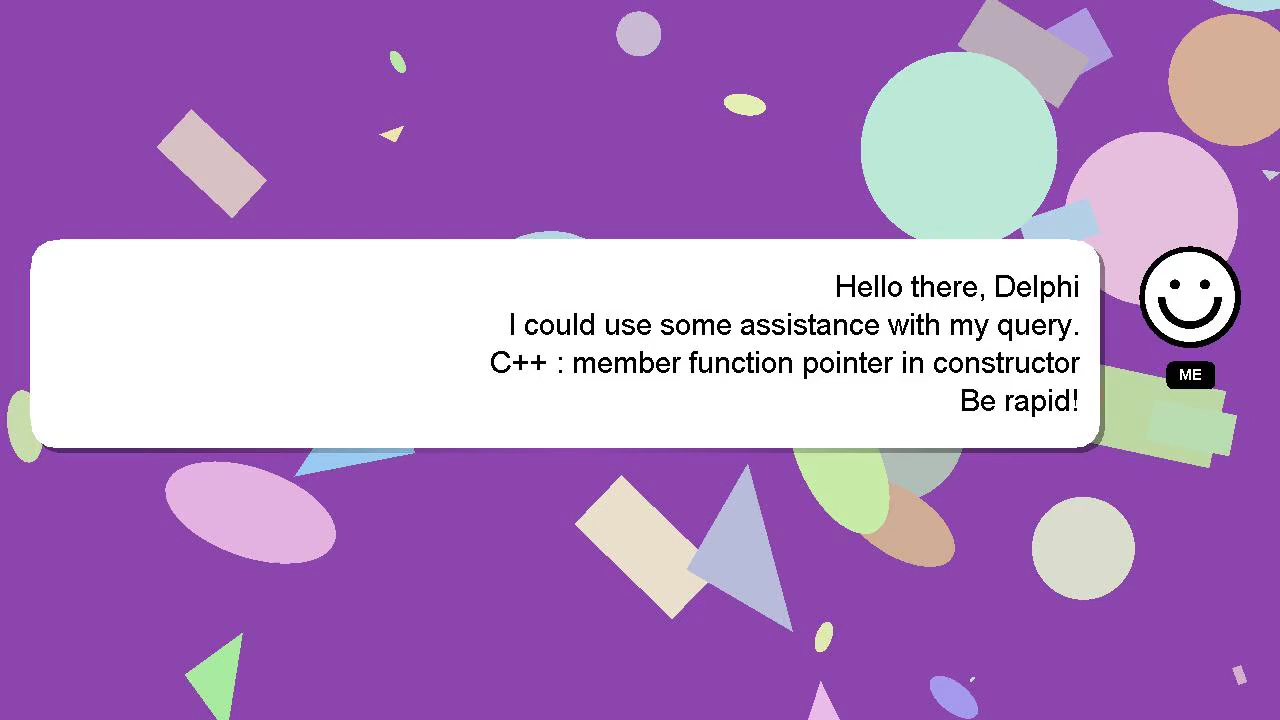 Hello there, Delphi
I could use some assistance with my query.
C++ : member function pointer in constructor
Be rapid!
ME